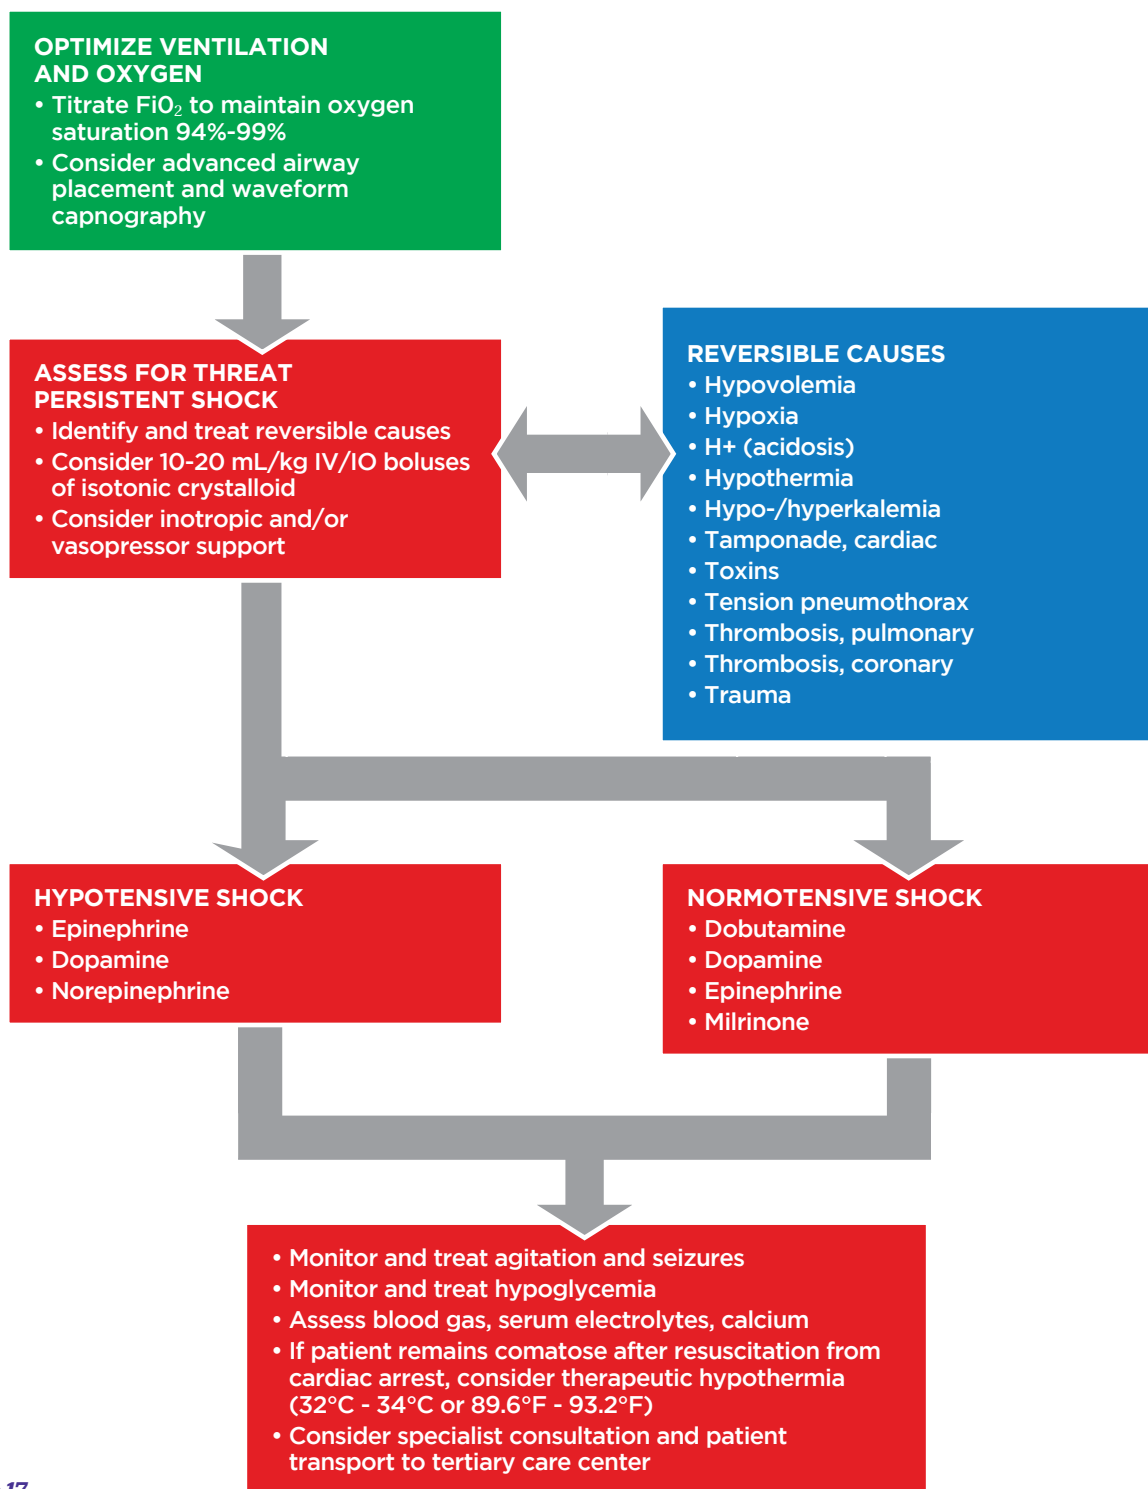 OPTIMIZE VENTILATION
AND OXYGEN
• Titrate Fi0₂ to maintain oxygen
saturation 94%-99%
• Consider advanced airway
placement and waveform
capnography
ASSESS FOR THREAT
PERSISTENT SHOCK
• Identify and treat reversible causes
• Consider 10-20 mL/kg IV/IO boluses
of isotonic crystalloid
• Consider inotropic and/or
vasopressor support
REVERSIBLE CAUSES
• Hypovolemia
• Hypoxia
• H+ (acidosis)
• Hypothermia
• Hypo-/hyperkalemia
• Tamponade, cardiac
• Toxins
• Tension pneumothorax
• Thrombosis, pulmonary
• Thrombosis, coronary
• Trauma
HYPOTENSIVE SHOCK
• Epinephrine
• Dopamine
• Norepinephrine
NORMOTENSIVE SHOCK
• Dobutamine
• Dopamine
• Epinephrine
• Milrinone
• Monitor and treat agitation and seizures
• Monitor and treat hypoglycemia
• Assess blood gas, serum electrolytes, calcium
• If patient remains comatose after resuscitation from
cardiac arrest, consider therapeutic hypothermia
(32°C - 34°C or 89.6°F - 93.2°F)
• Consider specialist consultation and patient
transport to tertiary care center
17